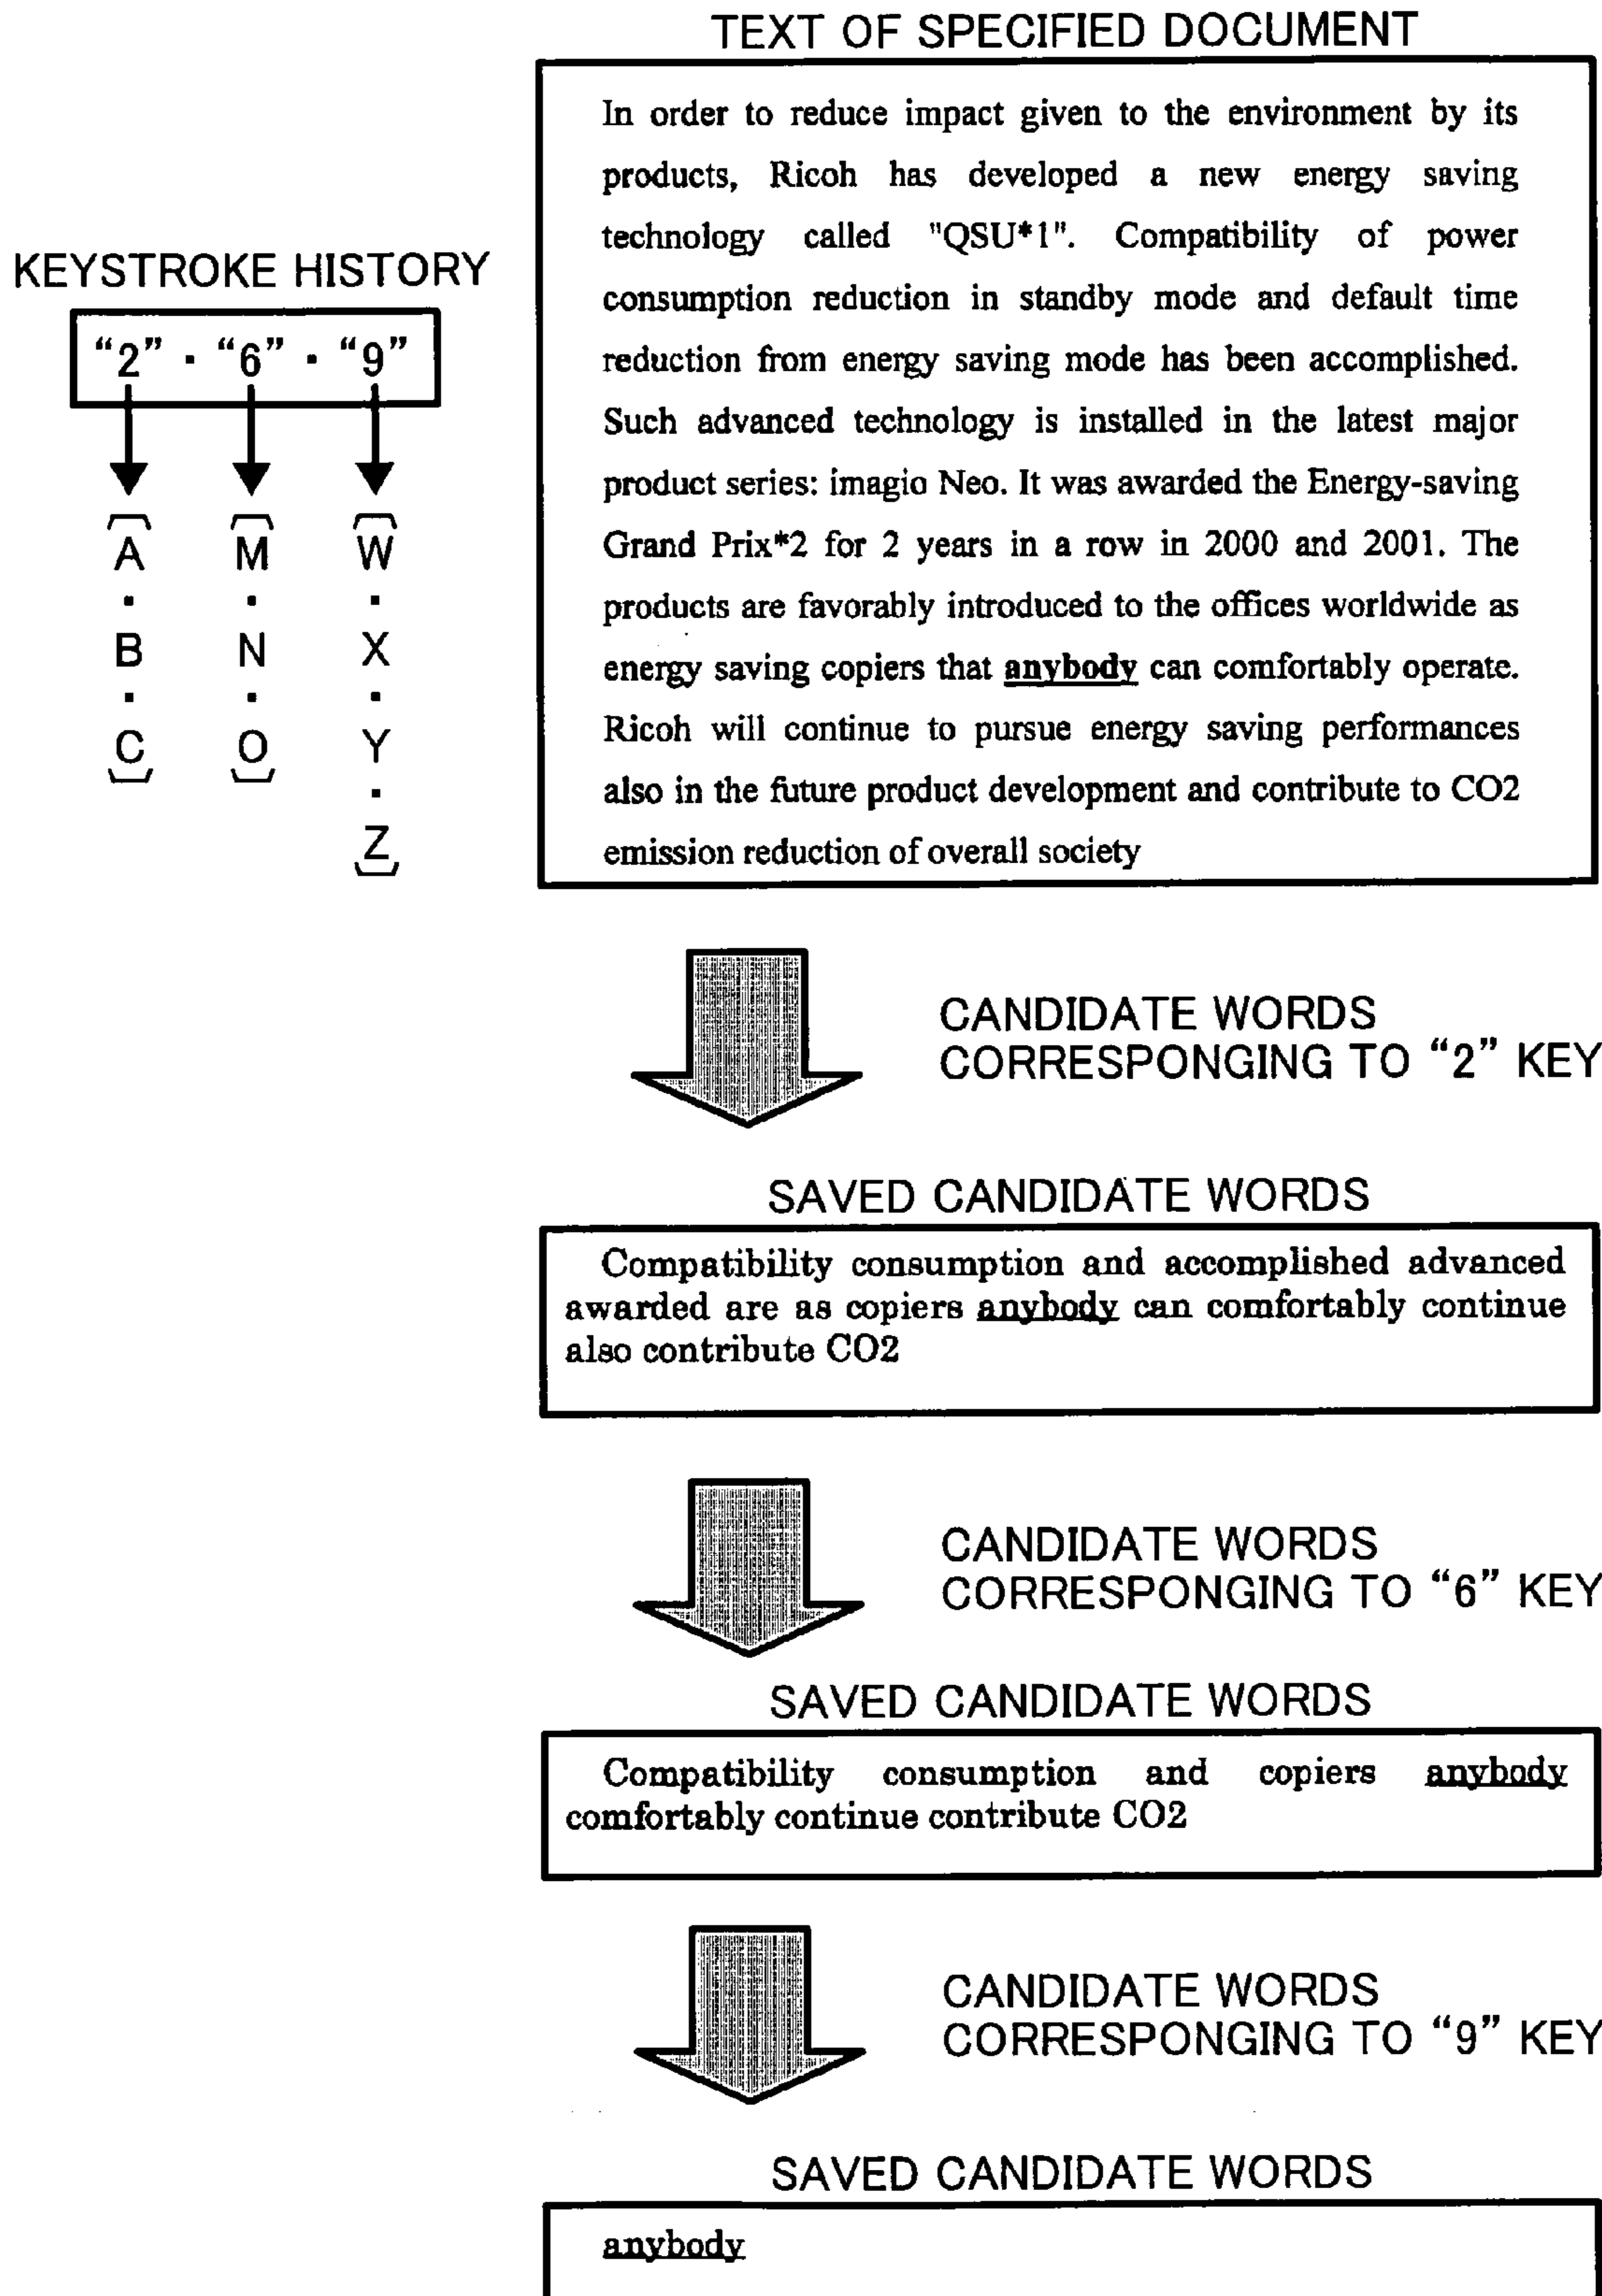 TEXT OF SPECIFIED DOCUMENT
In order to reduce impact given to the environment by its
products, Ricoh has developed a new energy saving
technology called "QSU*1". Compatibility of power
consumption reduction in standby mode and default time
reduction from energy saving mode has been accomplished.
Such advanced technology is installed in the latest major
product series: imagio Neo. It was awarded the Energy-saving
Grand Prix*2 for 2 years in a row in 2000 and 2001. The
products are favorably introduced to the offices worldwide as
energy saving copiers that anybody can comfortably operate.
Ricoh will continue to pursue energy saving performances
also in the future product development and contribute to CO2
emission reduction of overall society
KEYSTROKE HISTORY
“2” · “6” · “9”
A · B · C
M · N · O
W · X · Y · Z
CANDIDATE WORDS
CORRESPONGING TO “2” KEY
SAVED CANDIDATE WORDS
Compatibility consumption and accomplished advanced
awarded are as copiers anybody can comfortably continue
also contribute CO2
CANDIDATE WORDS
CORRESPONGING TO “6” KEY
SAVED CANDIDATE WORDS
Compatibility consumption and copiers anybody
comfortably continue contribute CO2
CANDIDATE WORDS
CORRESPONGING TO “9” KEY
SAVED CANDIDATE WORDS
anybody